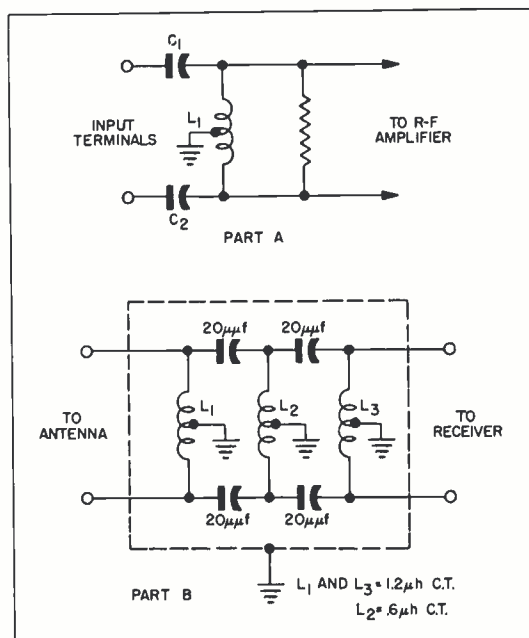 C1
INPUT
TERMINALS
L1
TO R-F
AMPLIFIER
C2
PART A
20μμf 20μμf
TO
ANTENNA
L1 L2 L3
TO
RECEIVER
20μμf 20μμf
PART B
L1 AND L3 = 1.2μh C.T.
L2 = .6μh C.T.